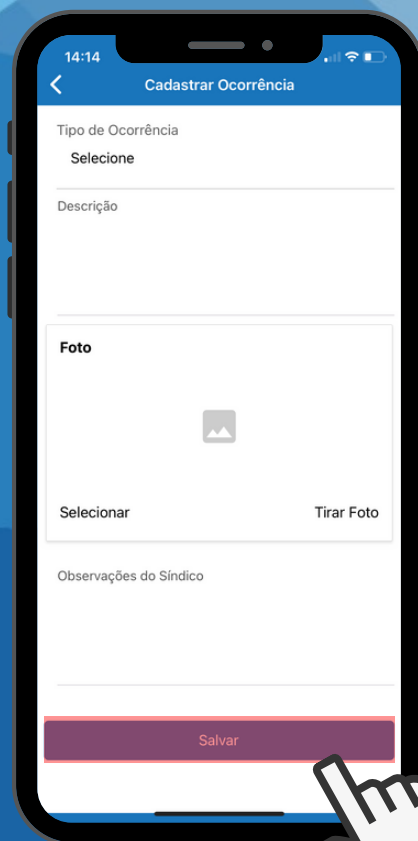 14:14
Cadastrar Ocorrência
Tipo de Ocorrência
Selecione
Descrição
Foto
Selecionar Tirar Foto
Observações do Síndico
Salvar